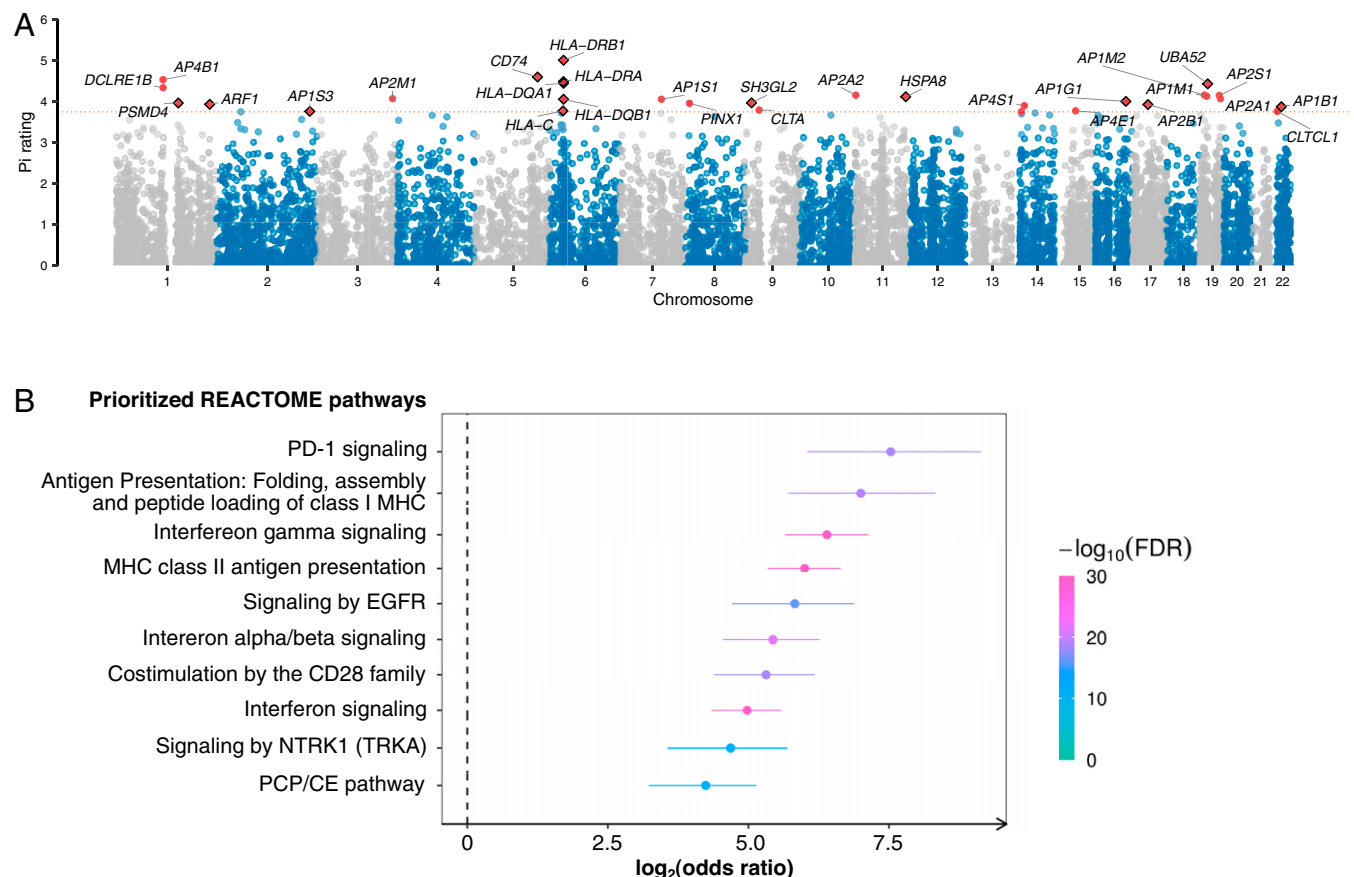 A
6
5
4
3
2
1
0
Pi rating
DCLRE1B
AP4B1
PSMD4
ARF1
AP1S3
AP2M1
CD74
HLA−DRB1
HLA−DRA
HLA−DQA1
HLA−DQB1
HLA−C
AP1S1
PINX1
SH3GL2
CLTA
AP2A2
HSPA8
AP4S1
AP1G1
AP1M2
AP4E1
AP1M1
AP2B1
UBA52
AP2S1
AP2A1
AP1B1
CLTCL1
1 2 3 4 5 6 7 8 9 10 11 12 13 14 15 16 17 18 19 20 21 22
Chromosome
B
Prioritized REACTOME pathways
PD-1 signaling
Antigen Presentation: Folding, assembly
and peptide loading of class I MHC
Interfereon gamma signaling
MHC class II antigen presentation
Signaling by EGFR
Intereron alpha/beta signaling
Costimulation by the CD28 family
Interferon signaling
Signaling by NTRK1 (TRKA)
PCP/CE pathway
0 2.5 5.0 7.5
log₂(odds ratio)
−log₁₀(FDR)
30
20
10
0